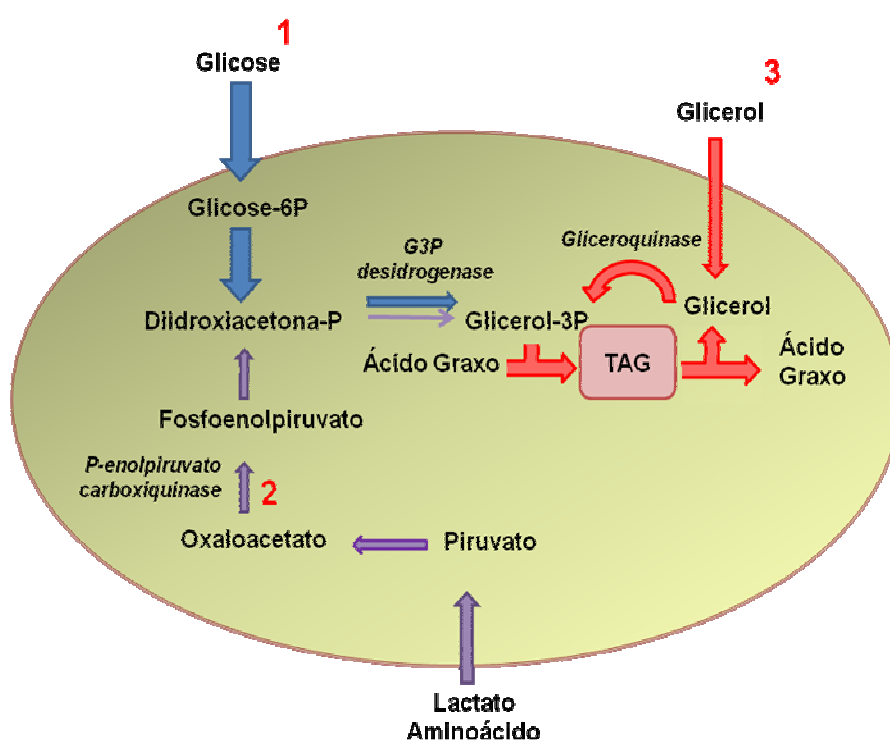 1
Glicose
3
Glicerol
Glicose-6P
G3P
desidrogenase
Gliceroquinase
Diidroxiacetona-P
Glicerol-3P
Glicerol
Ácído Graxo
TAG
Ácido
Graxo
Fosfoenolpiruvato
P-enolpiruvato
carboxiquinase
2
Oxaloacetato
Piruvato
Lactato
Aminoácido